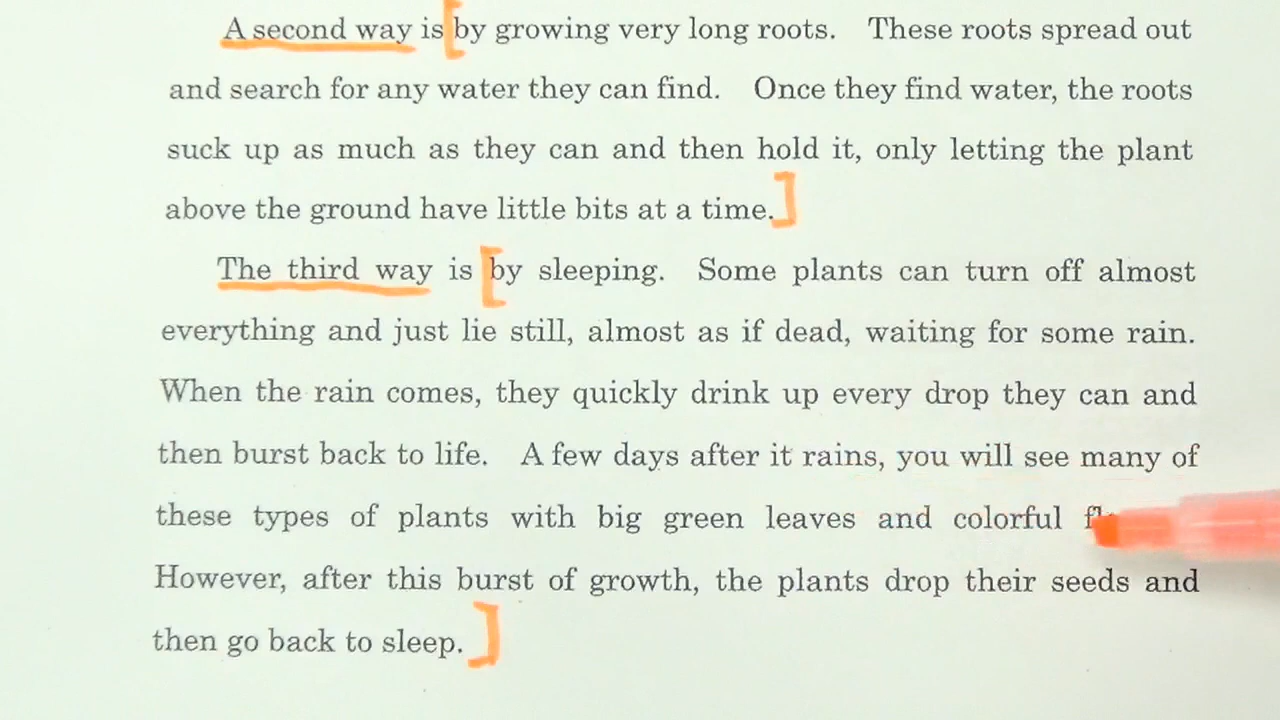 A second way is by growing very long roots. These roots spread out
and search for any water they can find. Once they find water, the roots
suck up as much as they can and then hold it, only letting the plant
above the ground have little bits at a time.
The third way is by sleeping. Some plants can turn off almost
everything and just lie still, almost as if dead, waiting for some rain.
When the rain comes, they quickly drink up every drop they can and
then burst back to life. A few days after it rains, you will see many of
these types of plants with big green leaves and colorful
However, after this burst of growth, the plants drop their seeds and
then go back to sleep.